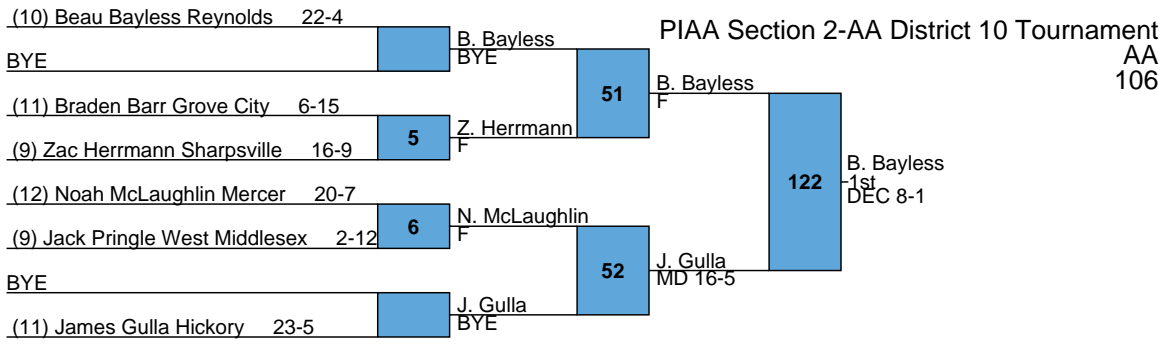 PIAA Section 2-AA District 10 Tournament
AA
106
(10) Beau Bayless Reynolds 22-4
BYE
B. Bayless
BYE
(11) Braden Barr Grove City 6-15
(9) Zac Herrmann Sharpsville 16-9
5
Z. Herrmann
F
51
B. Bayless
F
(12) Noah McLaughlin Mercer 20-7
(9) Jack Pringle West Middlesex 2-12
6
N. McLaughlin
F
BYE
(11) James Gulla Hickory 23-5
J. Gulla
BYE
52
J. Gulla
MD 16-5
122
B. Bayless
1st
DEC 8-1